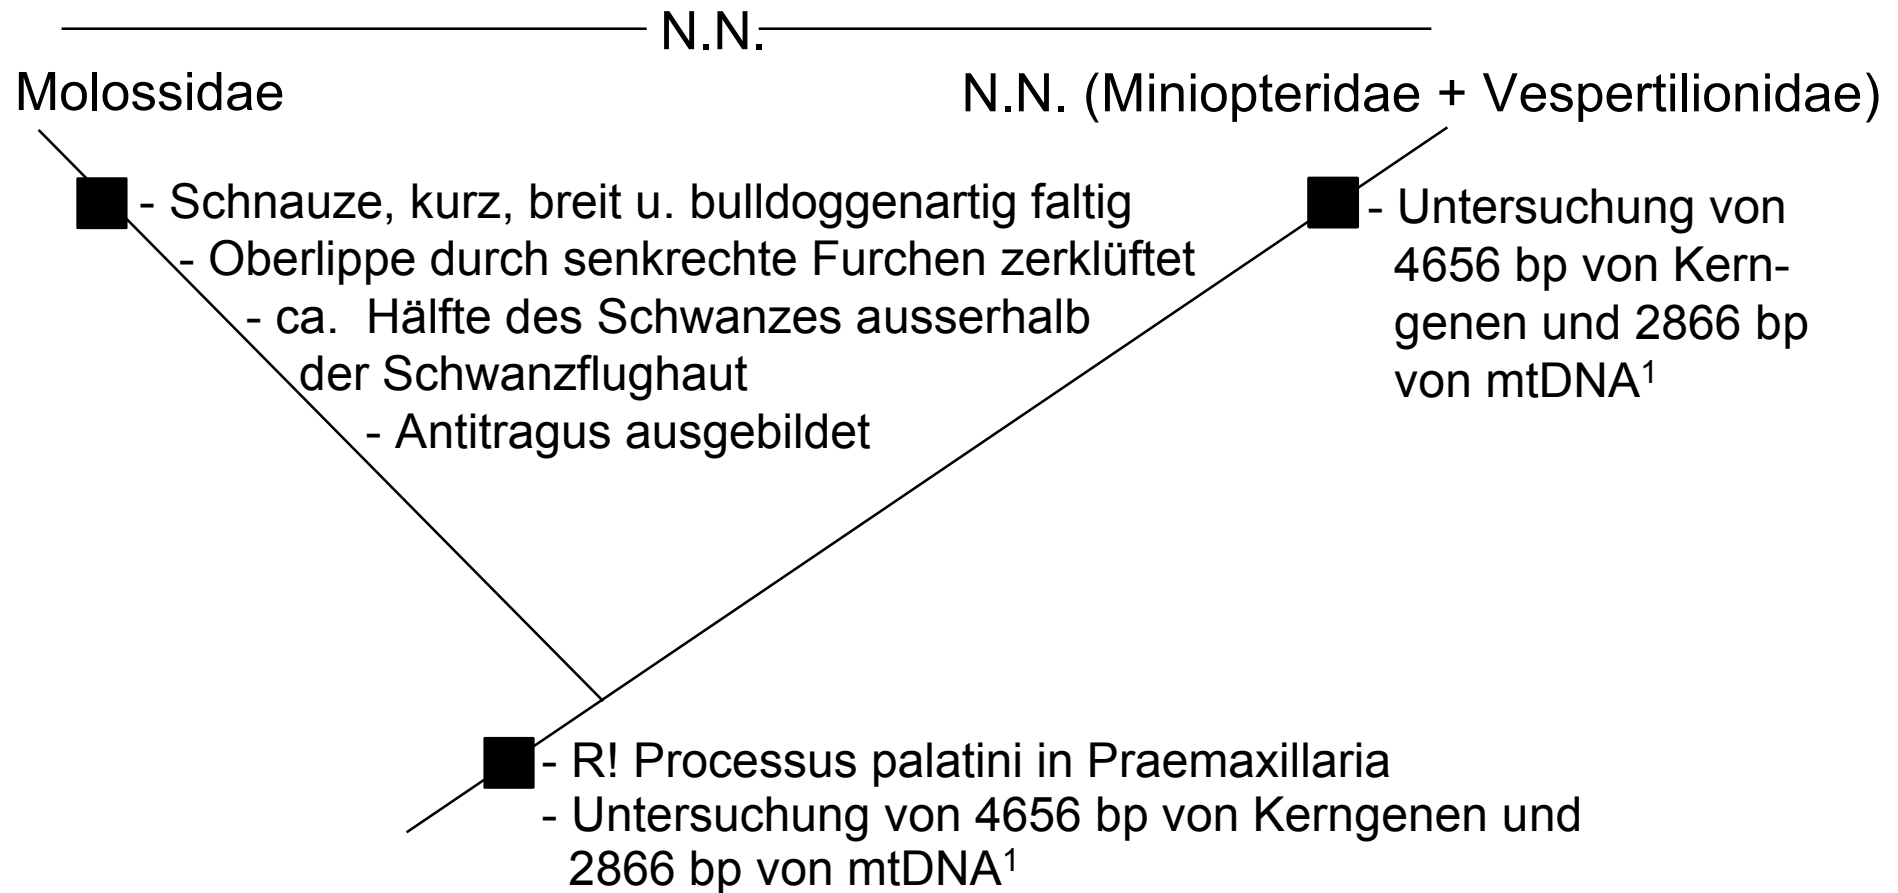 N.N.
Molossidae
N.N. (Miniopteridae + Vespertilionidae)
- Schnauze, kurz, breit u. bulldoggenartig faltig
- Oberlippe durch senkrechte Furchen zerklüftet
- ca. Hälfte des Schwanzes ausserhalb
der Schwanzflughaut
- Antitragus ausgebildet
- Untersuchung von
4656 bp von Kern-
genen und 2866 bp
von mtDNA¹
- R! Processus palatini in Praemaxillaria
- Untersuchung von 4656 bp von Kerngenen und
2866 bp von mtDNA¹